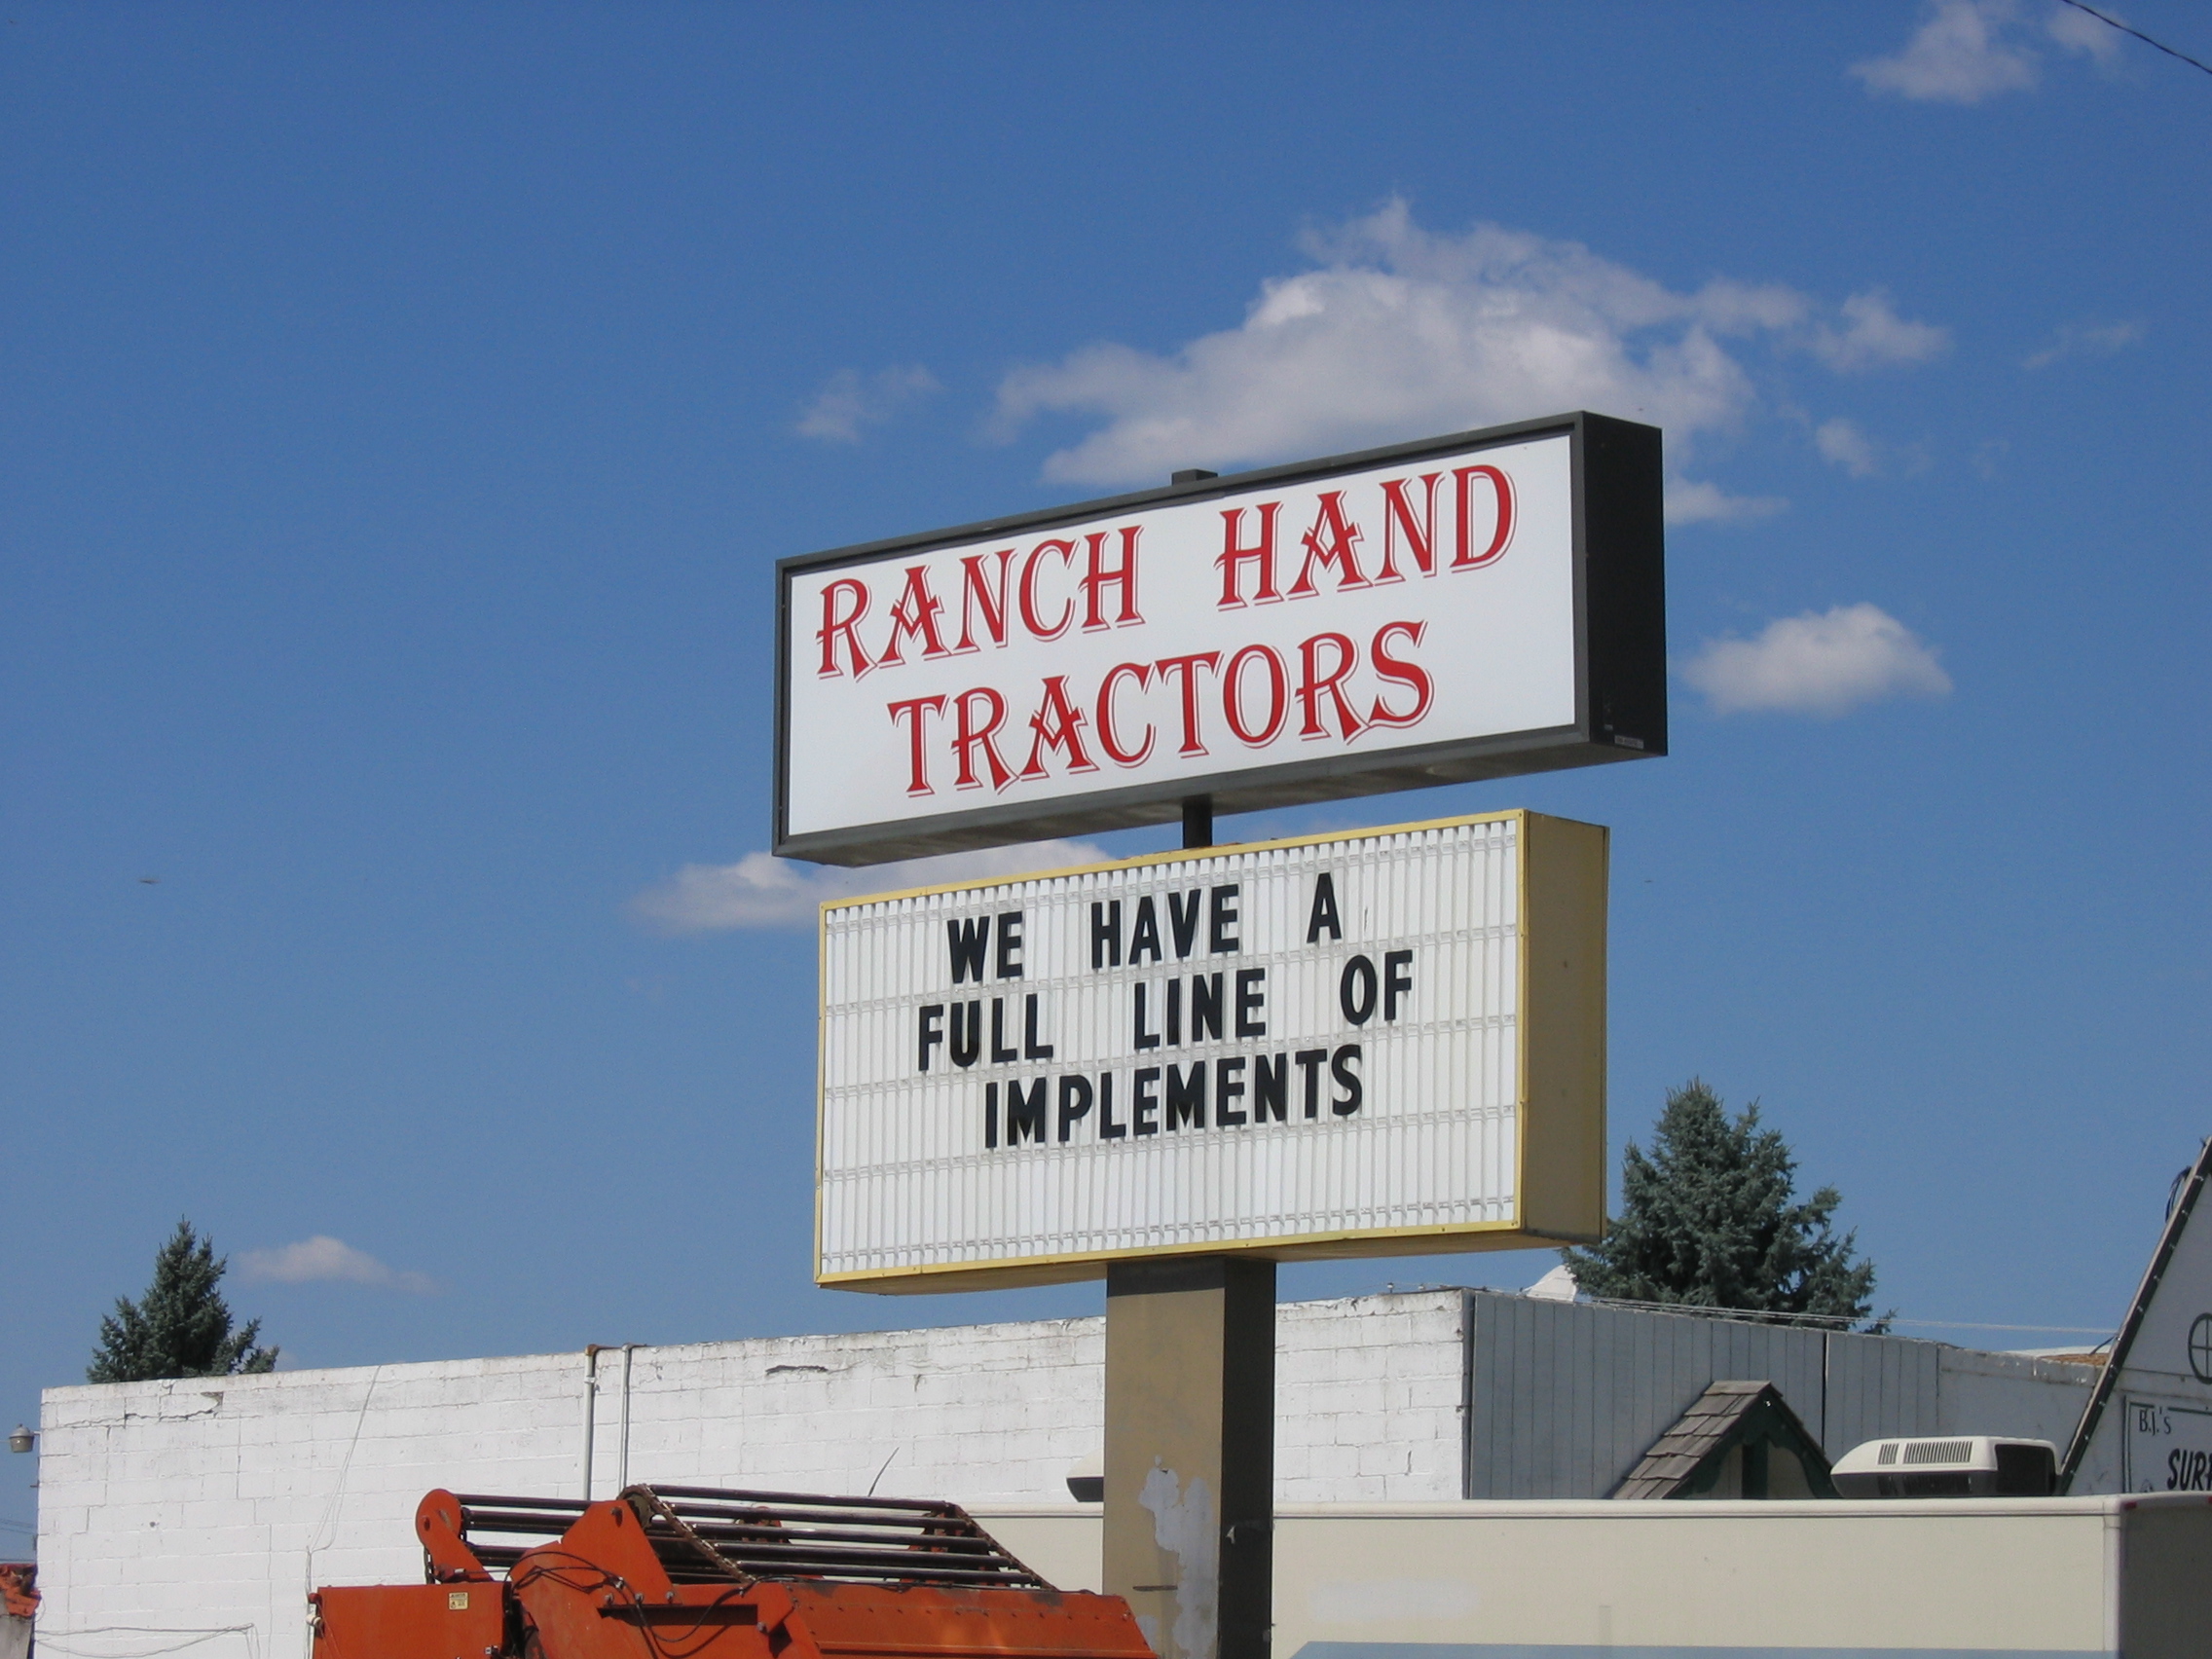 RANCH HAND
TRACTORS
WE HAVE A
FULL LINE OF
IMPLEMENTS
B.J.'s